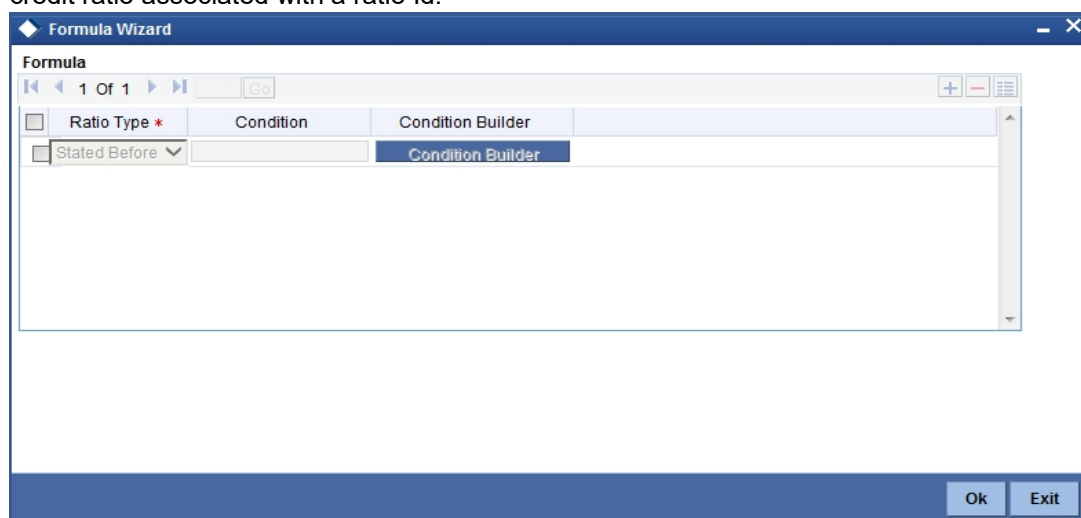 credit ratio associated with a ratio id.
Formula Wizard
Formula
1 Of 1 Go
Ratio Type * Condition Condition Builder
Stated Before Condition Builder
Ok Exit